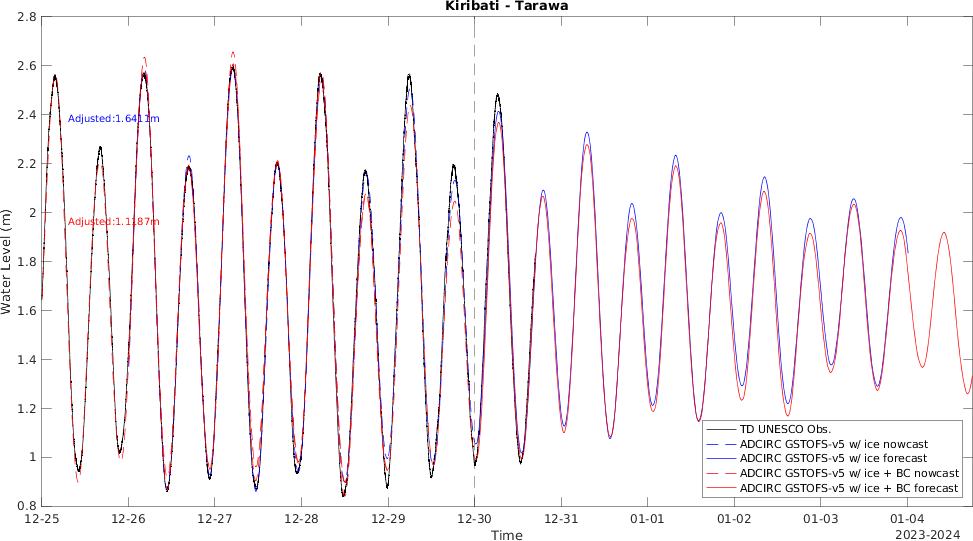 Kiribati - Tarawa
2.8
2.6
2.4
2.2
2
1.8
1.6
1.4
1.2
1
0.8
Water Level (m)
Adjusted:1.6411m
Adjusted:1.1187m
TD UNESCO Obs.
ADCIRC GSTOFS-v5 w/ ice nowcast
ADCIRC GSTOFS-v5 w/ ice forecast
ADCIRC GSTOFS-v5 w/ ice + BC nowcast
ADCIRC GSTOFS-v5 w/ ice + BC forecast
12-25 12-26 12-27 12-28 12-29 12-30 12-31 01-01 01-02 01-03 01-04
Time
2023-2024